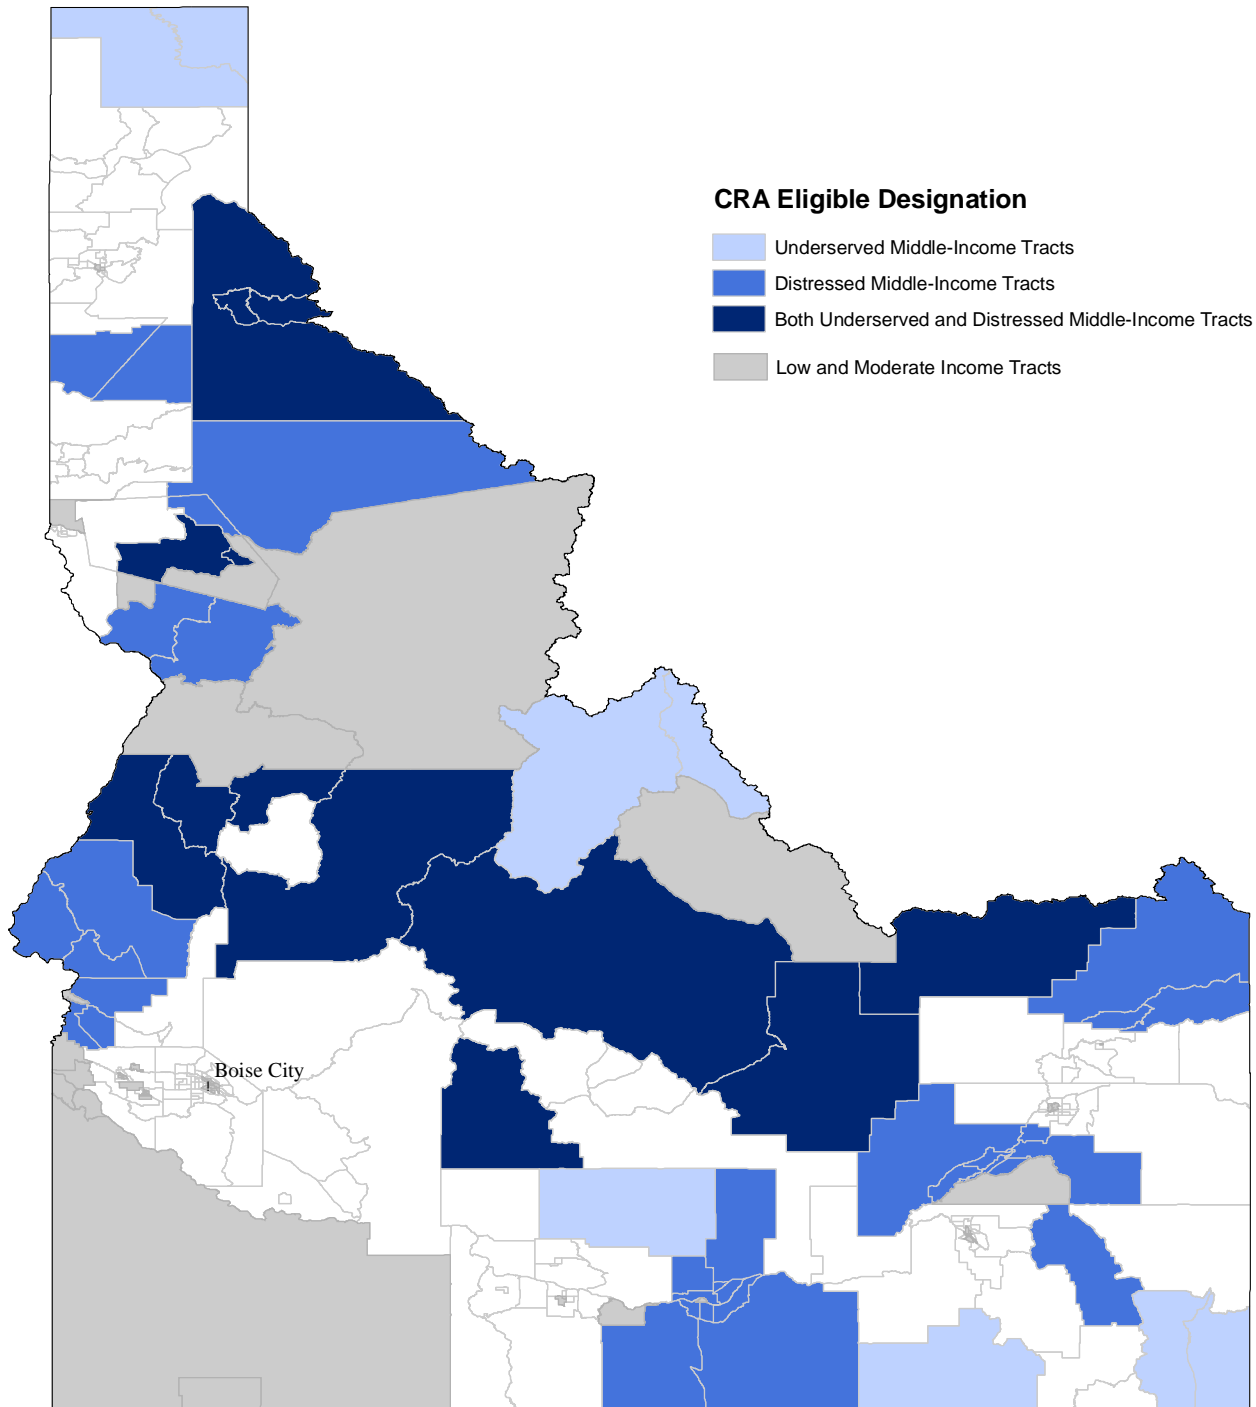 CRA Eligible Designation
Underserved Middle-Income Tracts
Distressed Middle-Income Tracts
Both Underserved and Distressed Middle-Income Tracts
Low and Moderate Income Tracts
Boise City